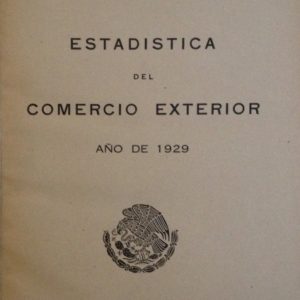 ESTADISTICA
DEL
COMERCIO EXTERIOR
AÑO DE 1929